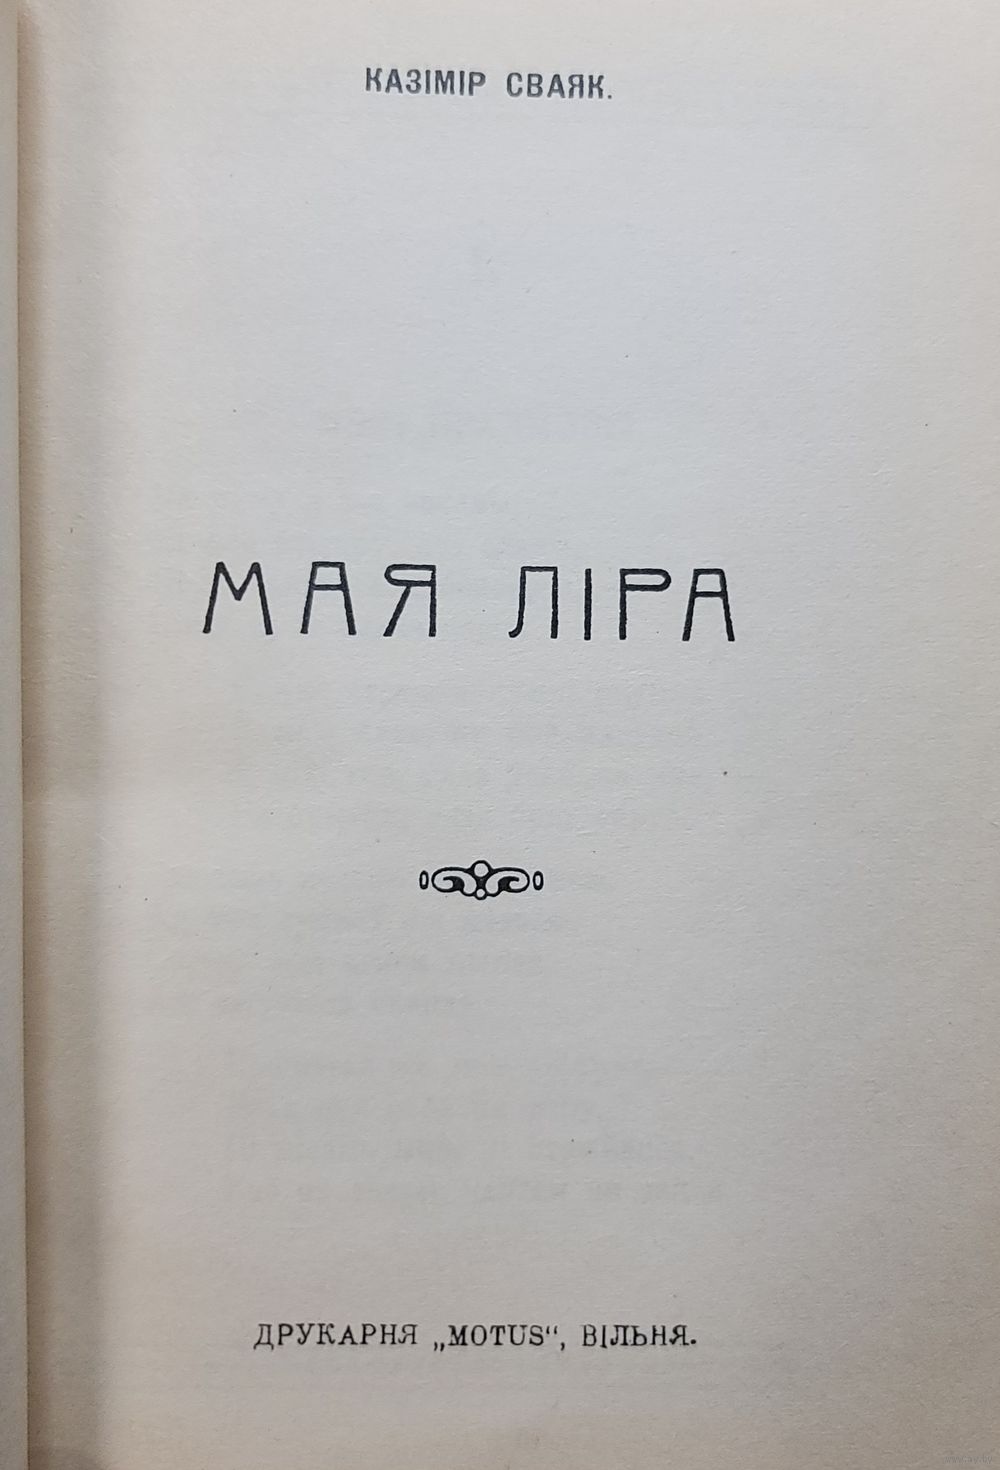 КАЗІМІР СВАЯК.
МАЯ ЛІРА
ДРУКАРНЯ „MOTUS“, ВІЛЬНЯ.